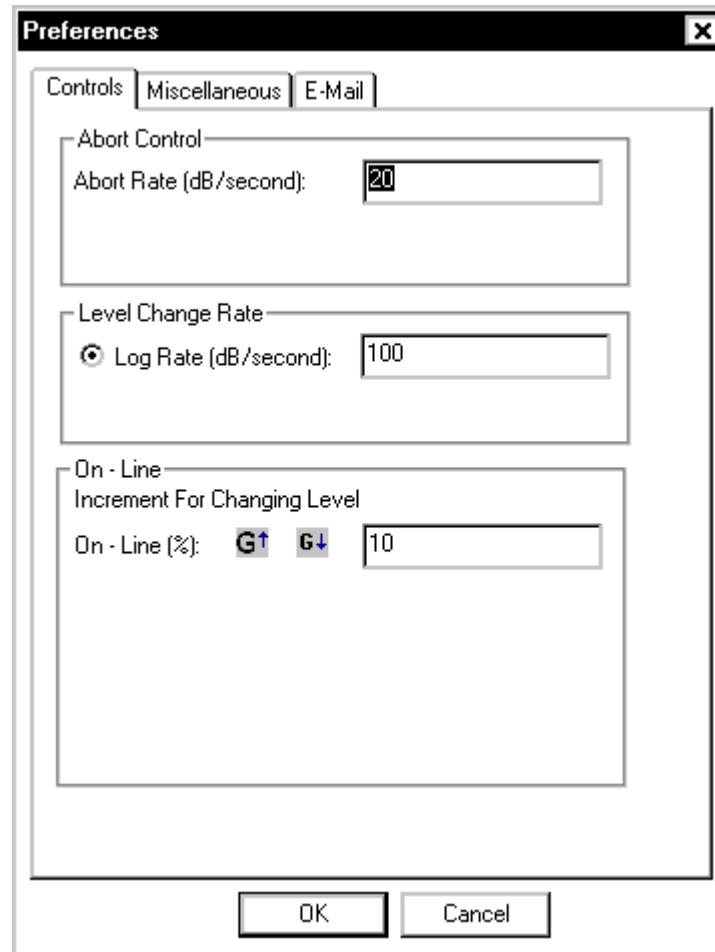 Preferences
Controls Miscellaneous E-Mail
Abort Control
Abort Rate (dB/second): 20
Level Change Rate
Log Rate (dB/second): 100
On - Line
Increment For Changing Level
On - Line (%): G↑ G↓ 10
OK Cancel